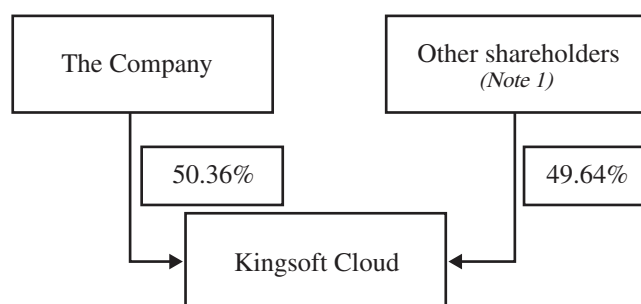 The Company
Other shareholders
(Note 1)
50.36%
49.64%
Kingsoft Cloud